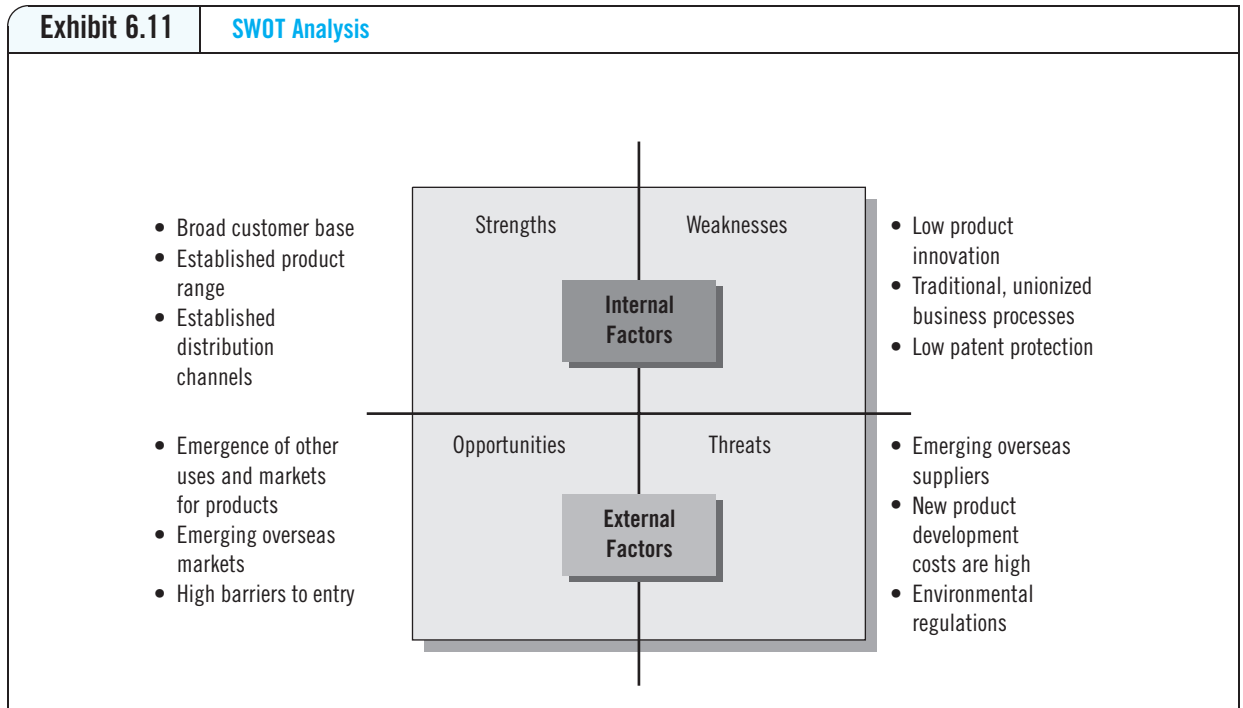 Exhibit 6.11
SWOT Analysis
• Broad customer base
• Established product
range
• Established
distribution
channels
Strengths
Weaknesses
Internal
Factors
• Low product
innovation
• Traditional, unionized
business processes
• Low patent protection
• Emergence of other
uses and markets
for products
• Emerging overseas
markets
• High barriers to entry
Opportunities
Threats
External
Factors
• Emerging overseas
suppliers
• New product
development
costs are high
• Environmental
regulations